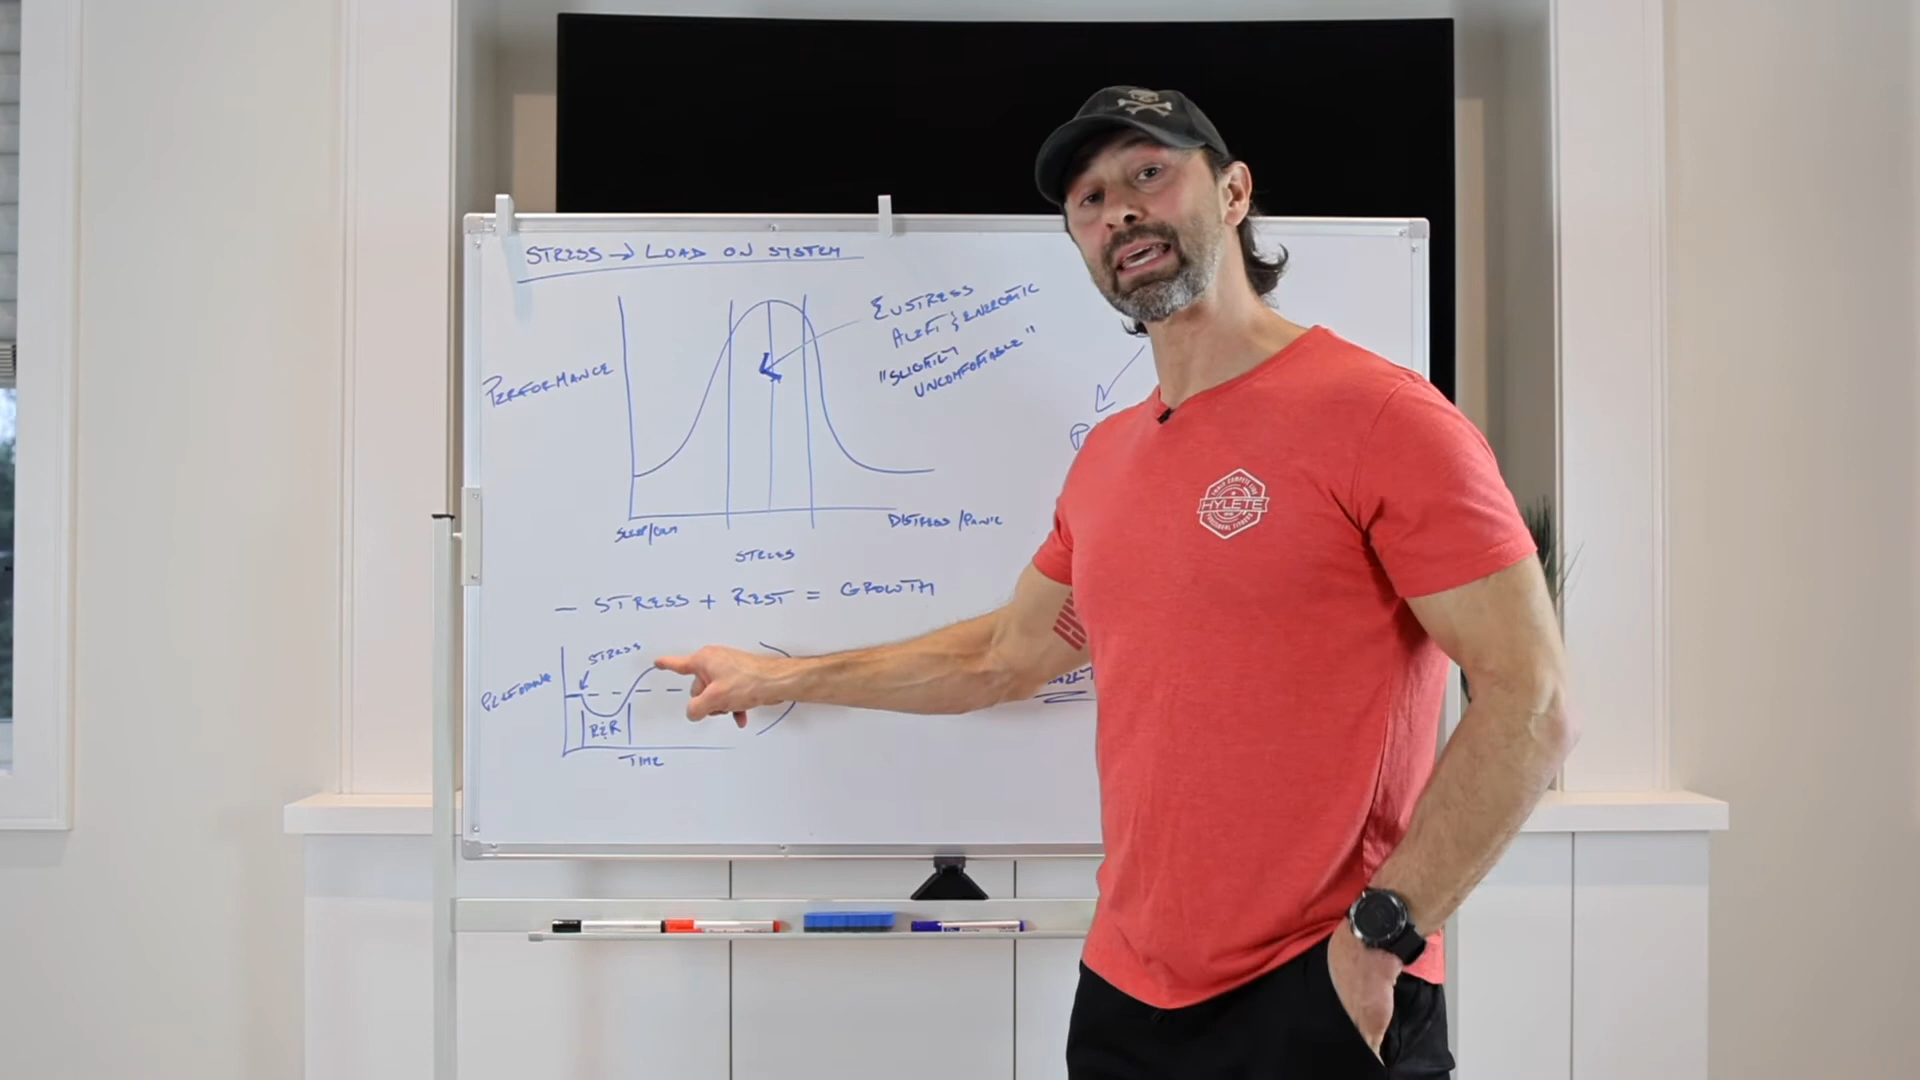 STRESS → LOAD ON SYSTEM
EUSTRESS
ALERT & ENERGETIC
"SLIGHTLY
UNCOMFORTABLE"
PERFORMANCE
DISTRESS/PANIC
STRESS
- STRESS + REST = GROWTH
STRESS
R&R
TIME
HYLETE